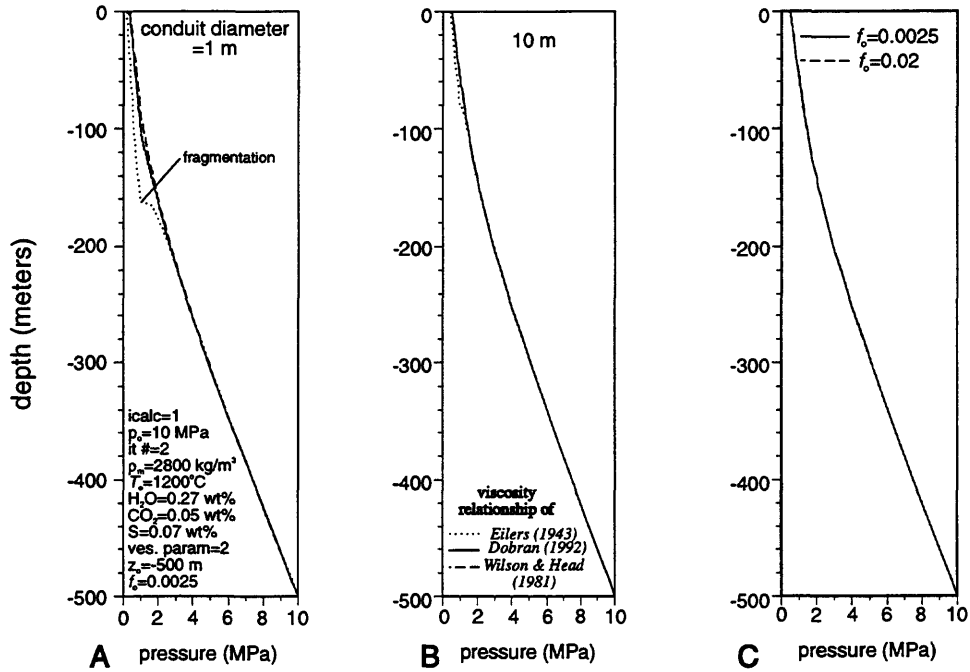 conduit diameter
=1 m
fragmentation
0
-100
-200
-300
-400
-500
depth (meters)
icalc=1
pₒ=10 MPa
it #=2
pₘ=2800 kg/m³
Tₒ=1200°C
H₂O=0.27 wt%
CO₂=0.05 wt%
S=0.07 wt%
ves. param=2
zₒ=-500 m
fₒ=0.0025
0 2 4 6 8 10
A pressure (MPa)
10 m
0
-100
-200
-300
-400
-500
viscosity
relationship of
Eilers (1943)
Dobran (1992)
Wilson & Head
(1981)
0 2 4 6 8 10
B pressure (MPa)
fₒ=0.0025
fₒ=0.02
0
-100
-200
-300
-400
-500
0 2 4 6 8 10
C pressure (MPa)